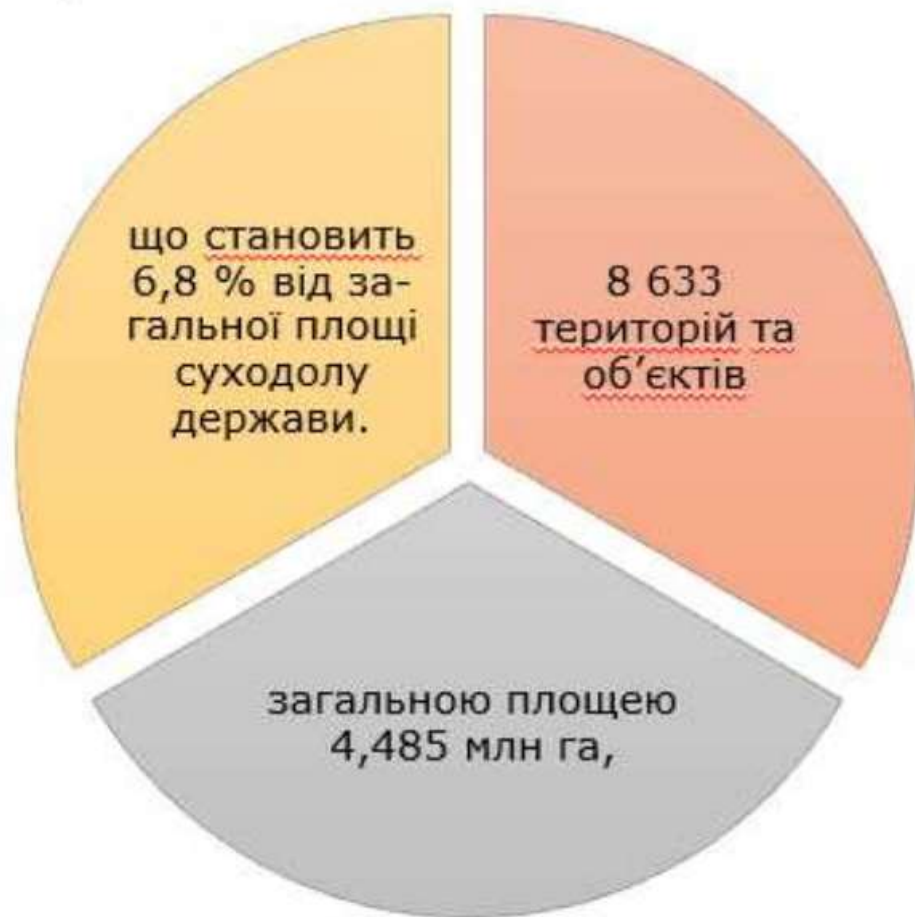 8 633
територій та
об’єктів
загальною площею
4,485 млн га,
що становить
6,8 % від за-
гальної площі
суходолу
держави.